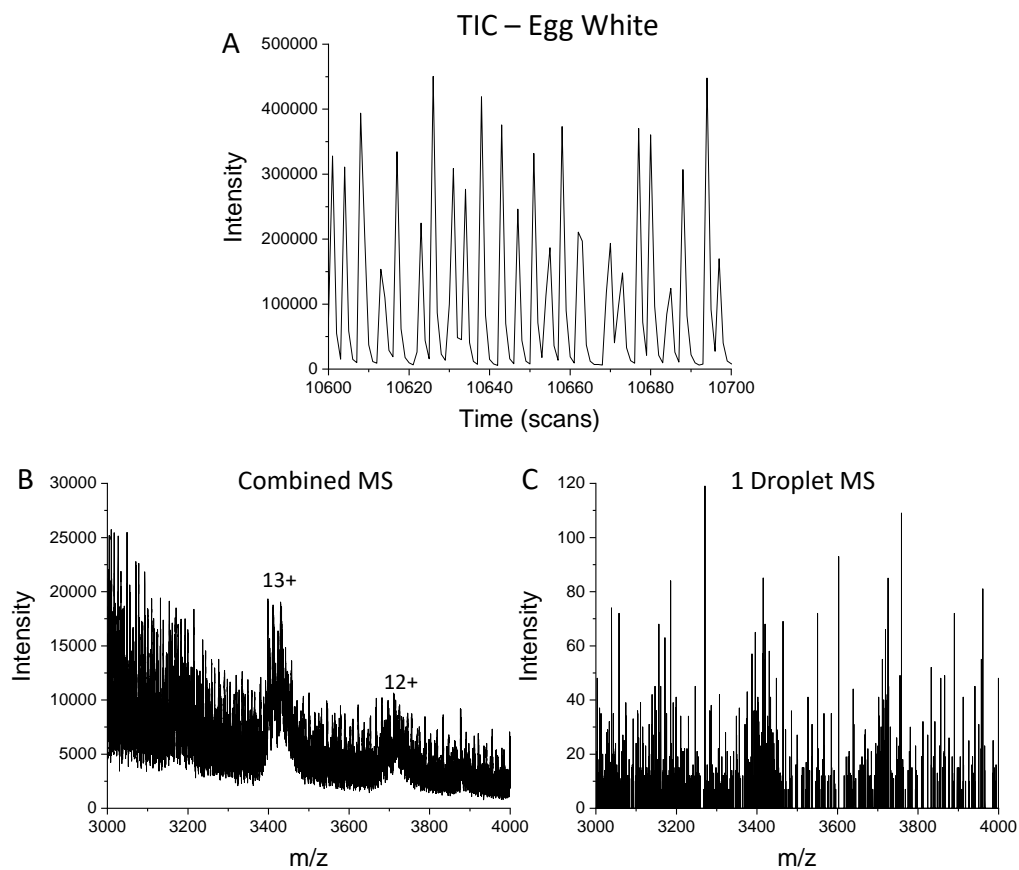 TIC – Egg White
A
500000
400000
300000
200000
100000
0
Intensity
10600 10620 10640 10660 10680 10700
Time (scans)
B
Combined MS
30000
25000
20000
15000
10000
5000
0
Intensity
13+
12+
3000 3200 3400 3600 3800 4000
m/z
C
1 Droplet MS
120
100
80
60
40
20
0
Intensity
3000 3200 3400 3600 3800 4000
m/z